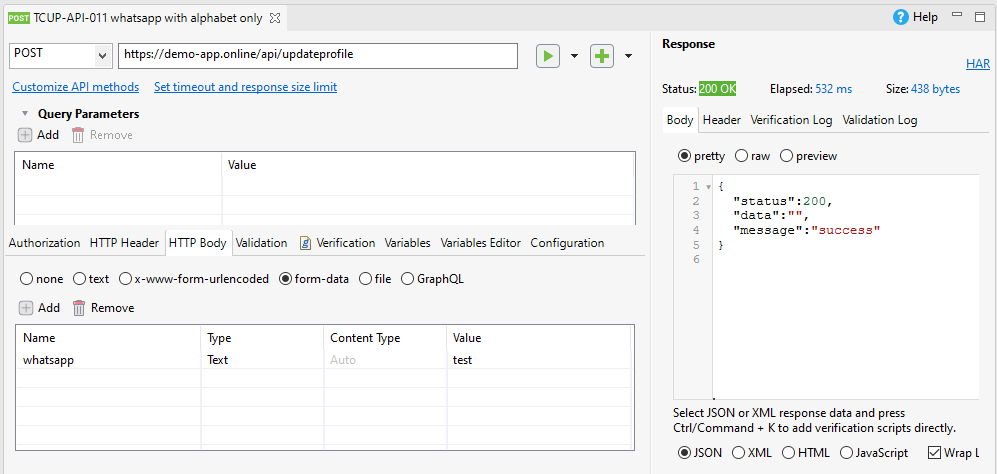 POST TCUP-API-011 whatsapp with alphabet only
Help
POST https://demo-app.online/api/updateprofile
Customize API methods Set timeout and response size limit
Query Parameters
Add Remove
Name Value
Authorization HTTP Header HTTP Body Validation Verification Variables Variables Editor Configuration
none text x-www-form-urlencoded form-data file GraphQL
Add Remove
Name Type Content Type Value
whatsapp Text Auto test
Response
HAR
Status: 200 OK Elapsed: 532 ms Size: 438 bytes
Body Header Verification Log Validation Log
pretty raw preview
1 {
2 "status":200,
3 "data":"",
4 "message":"success"
5 }
6
Select JSON or XML response data and press
Ctrl/Command + K to add verification scripts directly.
JSON XML HTML JavaScript Wrap L